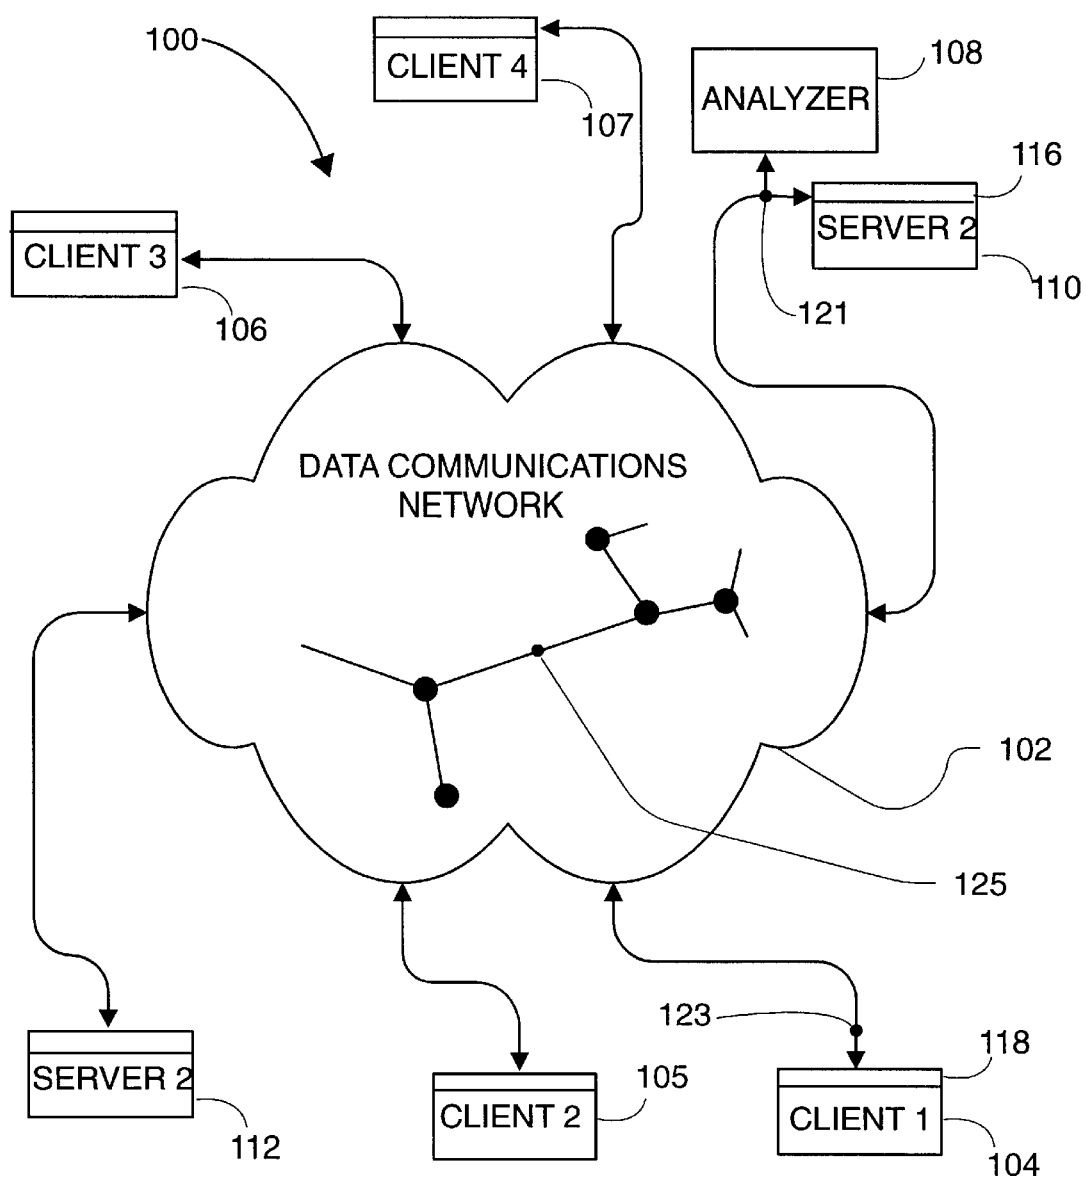 100
CLIENT 4
107
ANALYZER
108
116
SERVER 2
110
121
CLIENT 3
106
DATA COMMUNICATIONS
NETWORK
102
125
123
118
SERVER 2
112
CLIENT 2
105
CLIENT 1
104